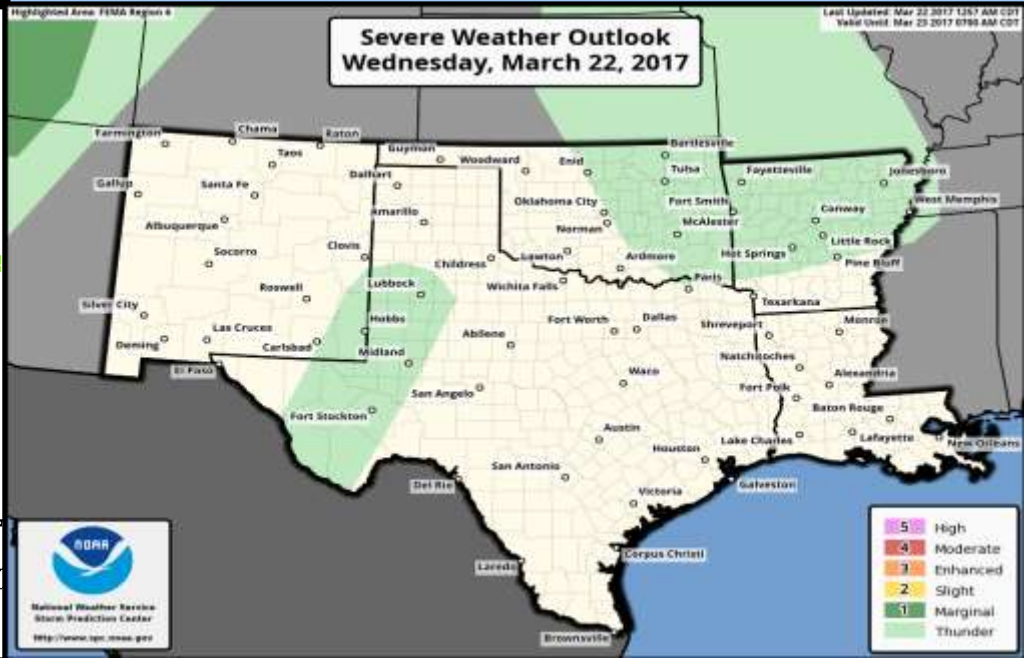 Highlighted Area: FEMA Region 6
Last Updated: Mar 22 2017 1257 AM CDT
Valid Until: Mar 23 2017 0700 AM CDT
Severe Weather Outlook
Wednesday, March 22, 2017
Farmington
Chama
Raton
Taos
Guymon
Woodward
Enid
Bartlesville
Tulsa
Fayetteville
Jonesboro
Gallup
Santa Fe
Dalhart
Oklahoma City
Fort Smith
Conway
West Memphis
Albuquerque
Amarillo
Norman
McAlester
Little Rock
Socorro
Clovis
Childress
Lawton
Ardmore
Hot Springs
Pine Bluff
Roswell
Lubbock
Wichita Falls
Paris
Texarkana
Silver City
Las Cruces
Hobbs
Abilene
Fort Worth
Dallas
Shreveport
Monroe
Deming
Carlsbad
Midland
Natchitoches
El Paso
San Angelo
Waco
Fort Polk
Alexandria
Fort Stockton
Austin
Baton Rouge
Houston
Lake Charles
Lafayette
New Orleans
San Antonio
Del Rio
Victoria
Galveston
Corpus Christi
Laredo
Brownsville
NOAA
National Weather Service
Storm Prediction Center
http://www.spc.noaa.gov
5 High
4 Moderate
3 Enhanced
2 Slight
1 Marginal
Thunder